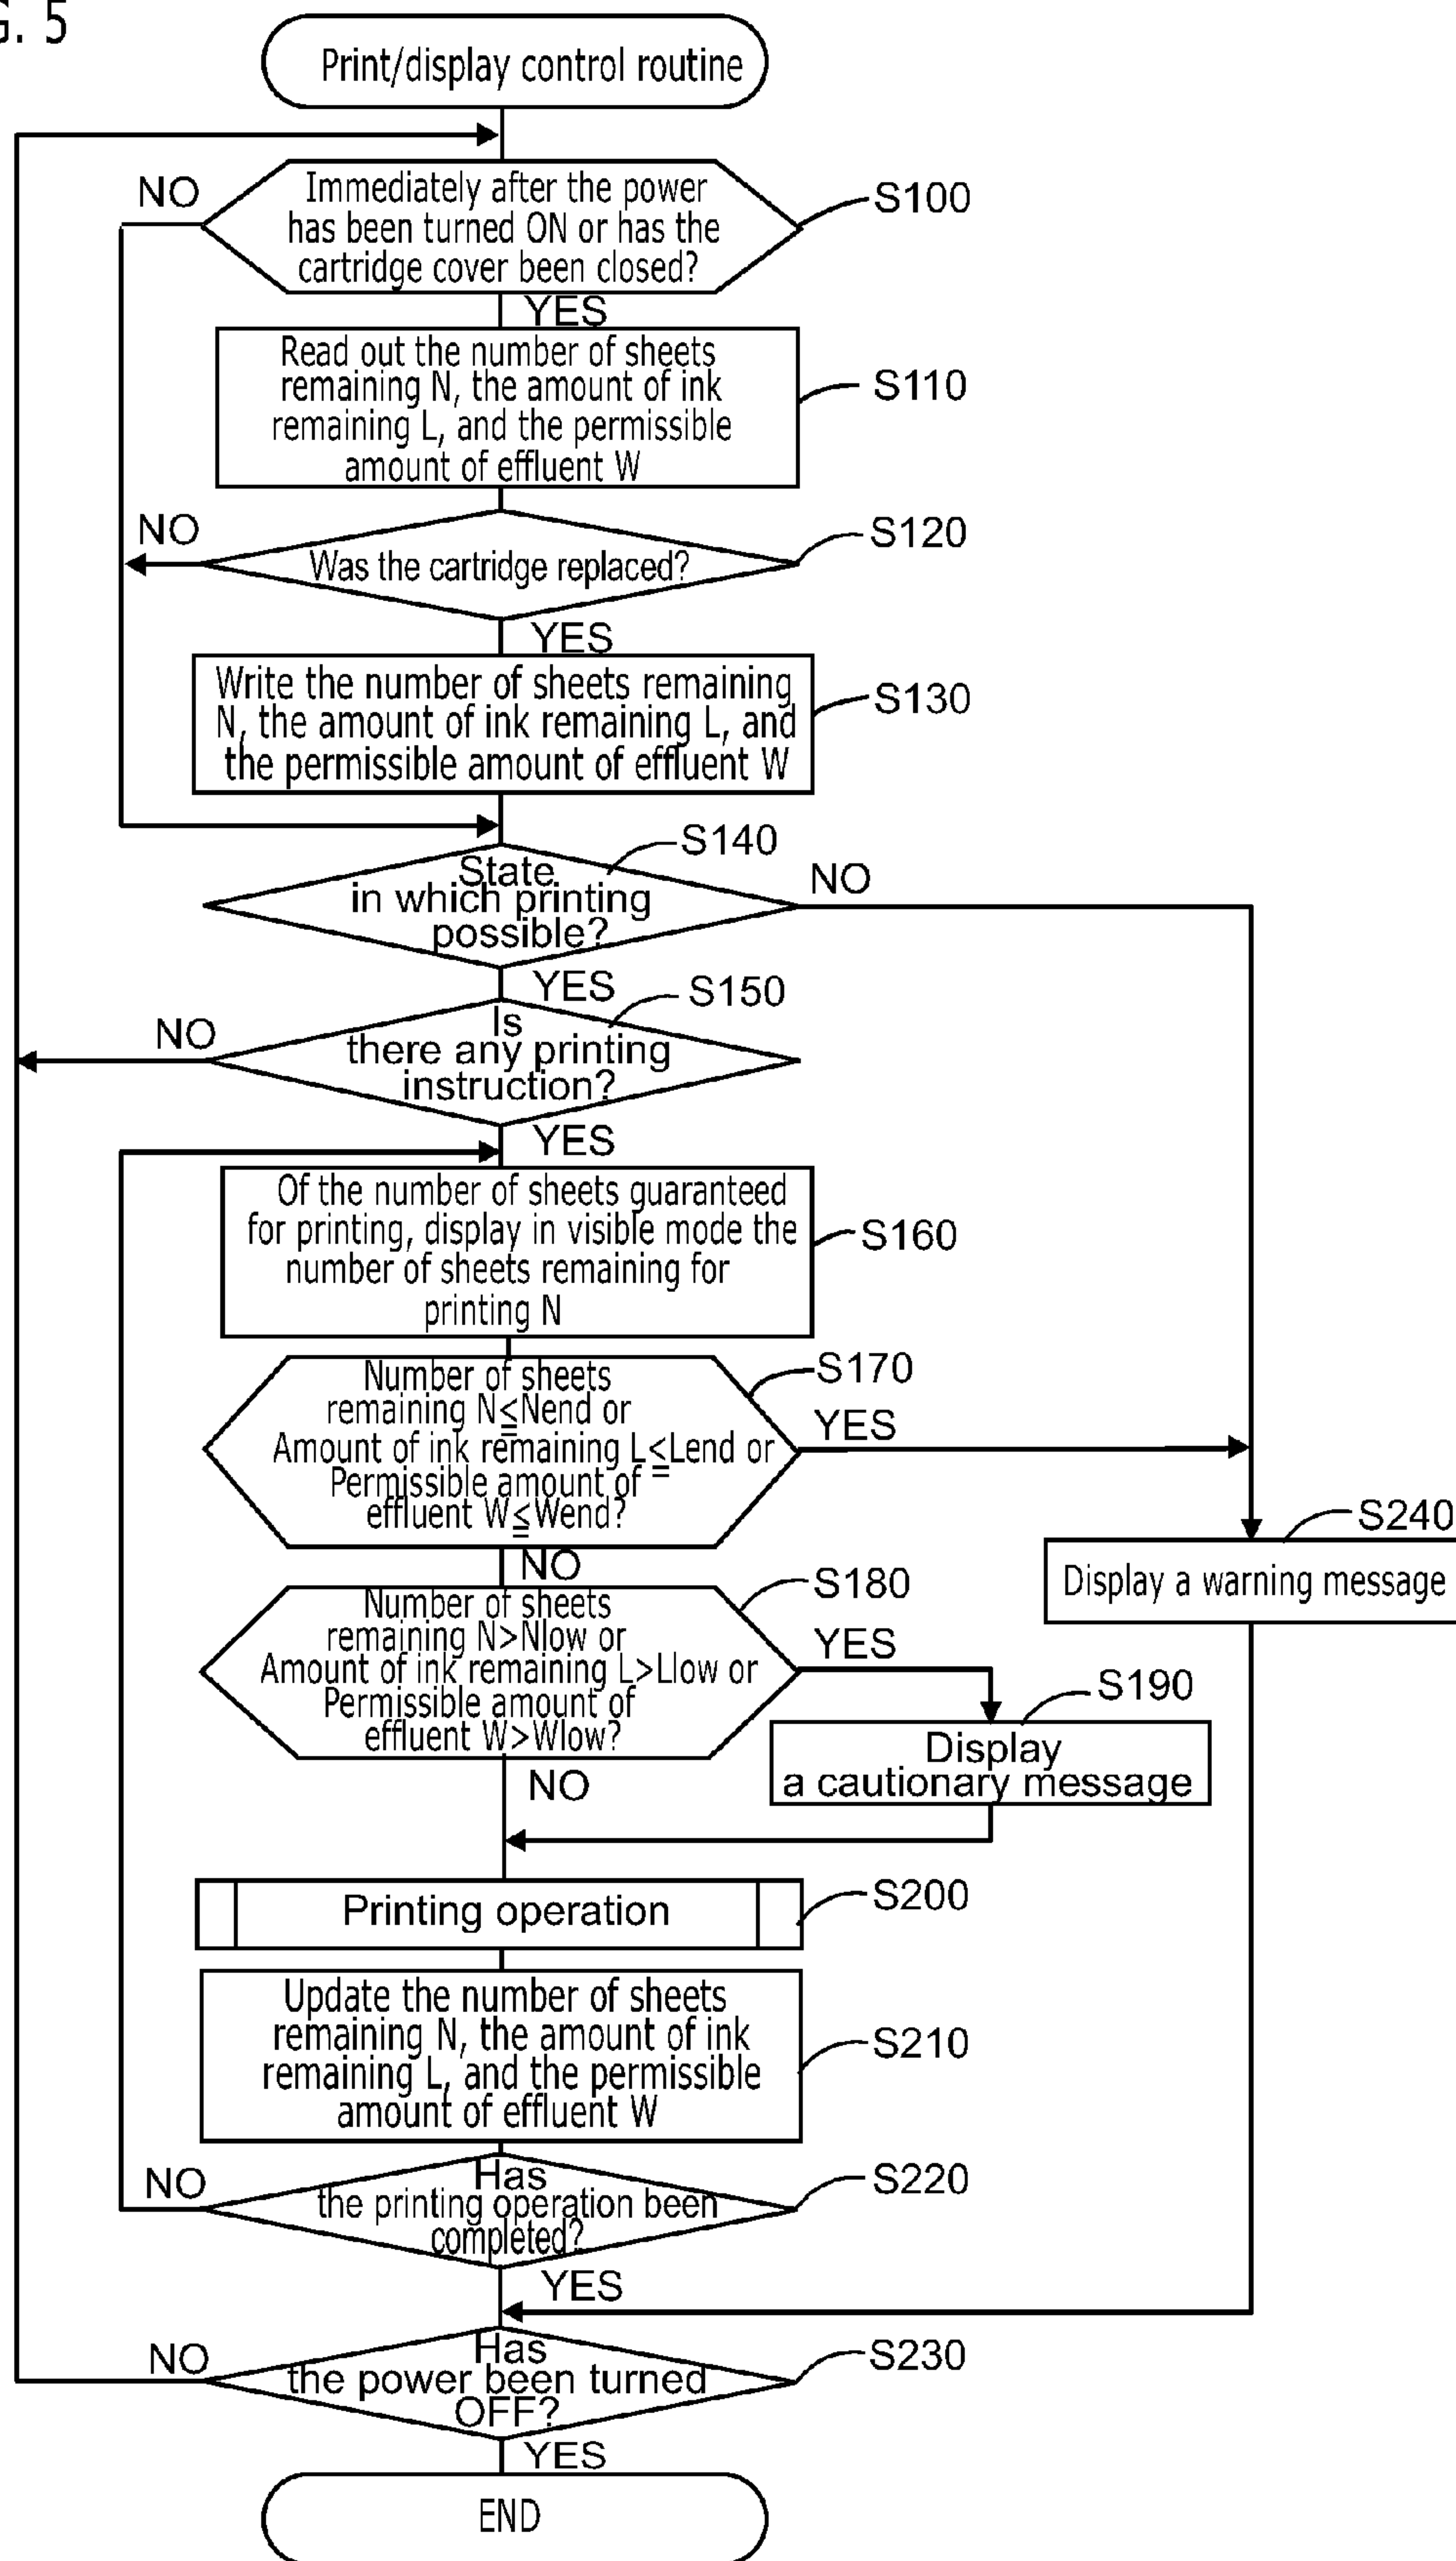 G. 5
Print/display control routine
NO
Immediately after the power
has been turned ON or has the
cartridge cover been closed?
S100
YES
Read out the number of sheets
remaining N, the amount of ink
remaining L, and the permissible
amount of effluent W
S110
NO
Was the cartridge replaced?
S120
YES
Write the number of sheets remaining
N, the amount of ink remaining L, and
the permissible amount of effluent W
S130
S140
State
in which printing
possible?
NO
YES
S150
NO
Is
there any printing
instruction?
YES
Of the number of sheets guaranteed
for printing, display in visible mode the
number of sheets remaining for
printing N
S160
S170
Number of sheets
remaining N≦Nend or
Amount of ink remaining L≦Lend or
Permissible amount of
effluent W≦Wend?
YES
NO
S240
Display a warning message
S180
Number of sheets
remaining N>Nlow or
Amount of ink remaining L>Llow or
Permissible amount of
effluent W>Wlow?
YES
S190
Display
a cautionary message
NO
Printing operation
S200
Update the number of sheets
remaining N, the amount of ink
remaining L, and the permissible
amount of effluent W
S210
NO
Has
the printing operation been
completed?
S220
YES
NO
Has
the power been turned
OFF?
S230
YES
END